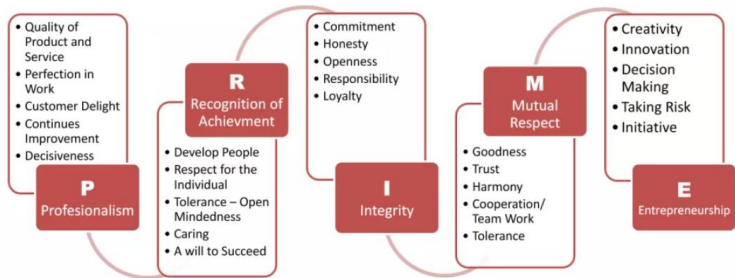 • Quality of
Product and
Service
• Perfection in
Work
• Customer Delight
• Continues
Improvement
• Decisiveness
P
Profesionalism
R
Recognition of
Achievment
• Develop People
• Respect for the
Individual
• Tolerance – Open
Mindedness
• Caring
• A will to Succeed
• Commitment
• Honesty
• Openness
• Responsibility
• Loyalty
I
Integrity
M
Mutual
Respect
• Goodness
• Trust
• Harmony
• Cooperation/
Team Work
• Tolerance
• Creativity
• Innovation
• Decision
Making
• Taking Risk
• Initiative
E
Entrepreneurship